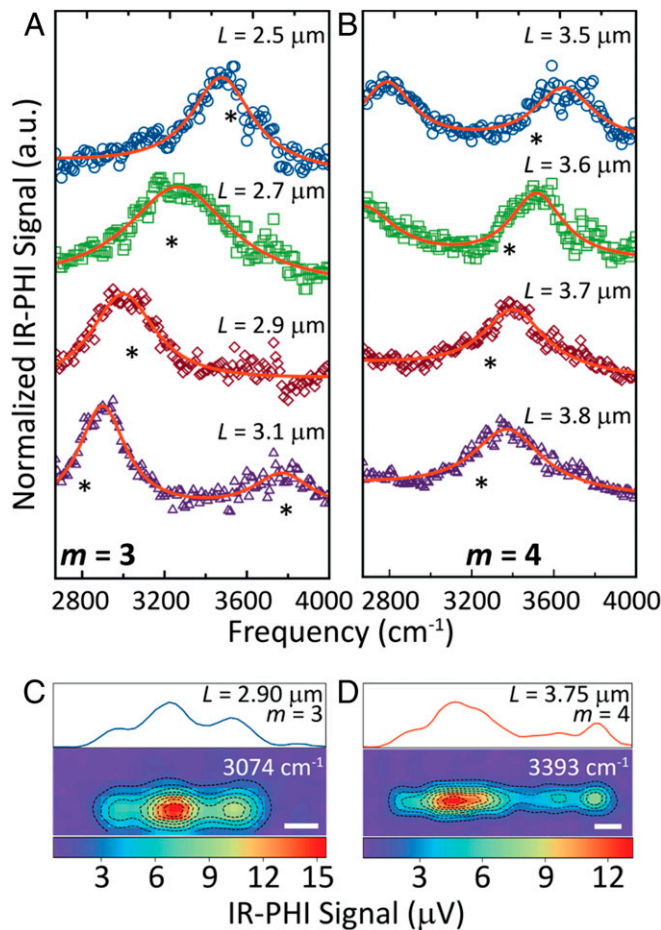 A
B
L = 2.5 μm
L = 3.5 μm
*
*
L = 2.7 μm
L = 3.6 μm
*
*
L = 2.9 μm
L = 3.7 μm
*
*
L = 3.1 μm
L = 3.8 μm
*
*
*
m = 3
m = 4
Normalized IR-PHI Signal (a.u.)
2800 3200 3600 4000
2800 3200 3600 4000
Frequency (cm⁻¹)
C
L = 2.90 μm
m = 3
3074 cm⁻¹
3 6 9 12 15
D
L = 3.75 μm
m = 4
3393 cm⁻¹
3 6 9 12
IR-PHI Signal (μV)